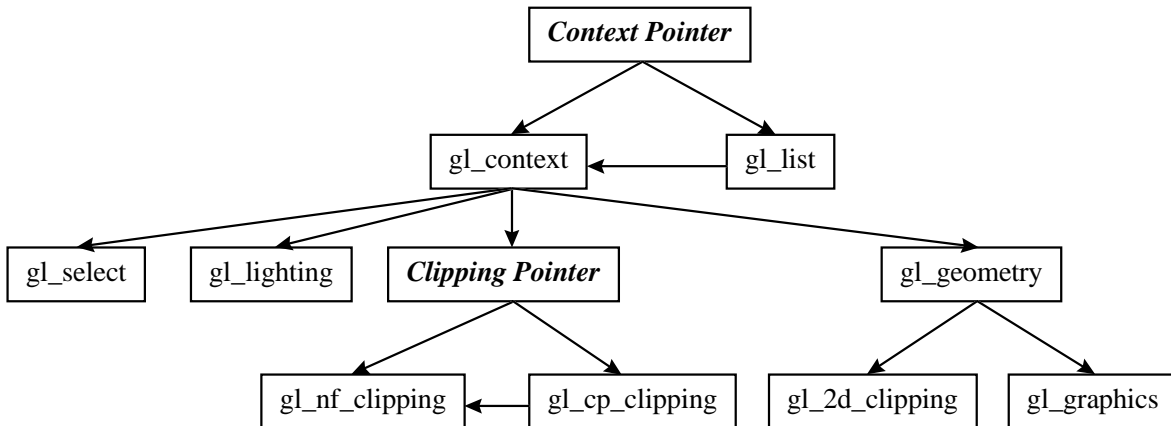 Context Pointer
gl_context
gl_list
gl_select
gl_lighting
Clipping Pointer
gl_geometry
gl_nf_clipping
gl_cp_clipping
gl_2d_clipping
gl_graphics